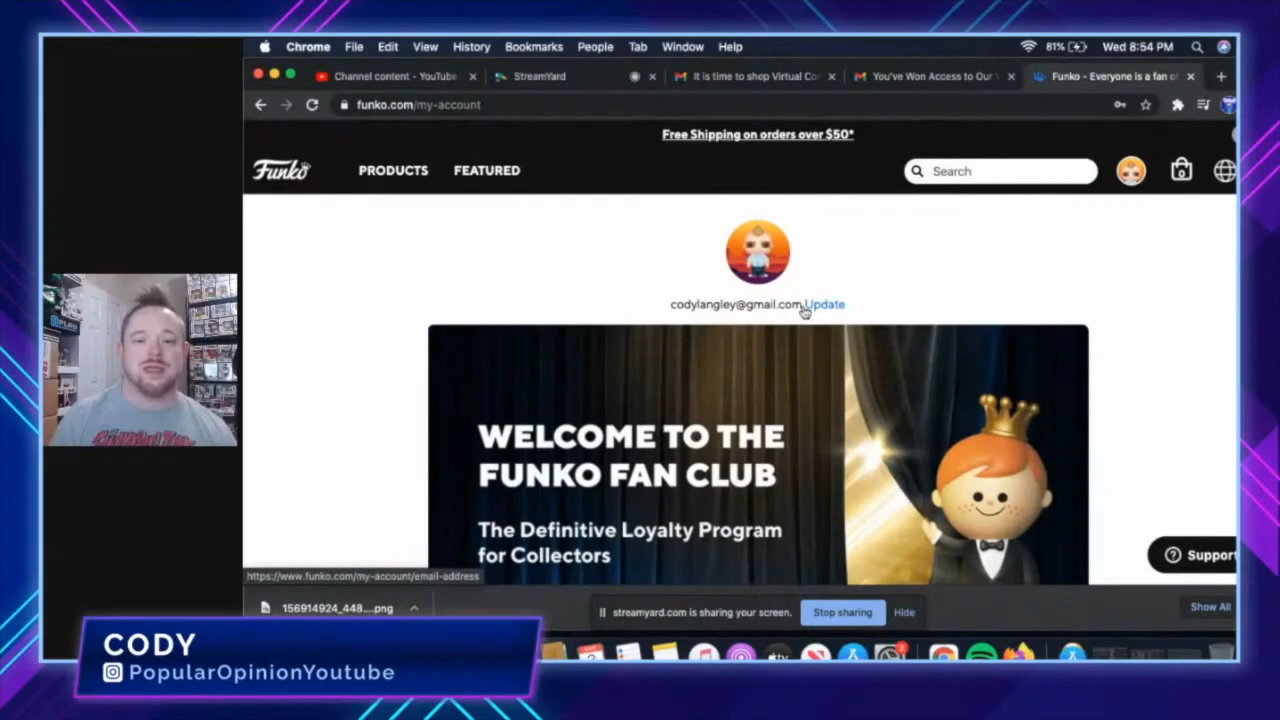 Chrome File Edit View History Bookmarks People Tab Window Help 81% Wed 8:54 PM
Channel content - YouTube StreamYard It is time to shop Virtual Co You've Won Access to Our Funko - Everyone is a fan of
funko.com/my-account
Free Shipping on orders over $50*
Funko PRODUCTS FEATURED Search 0
codylangley@gmail.com Update
WELCOME TO THE
FUNKO FAN CLUB
The Definitive Loyalty Program
for Collectors
Support
https://www.funko.com/my-account/email-address
156914924_448....png streamyard.com is sharing your screen. Stop sharing Hide Show All
CODY
PopularOpinionYoutube